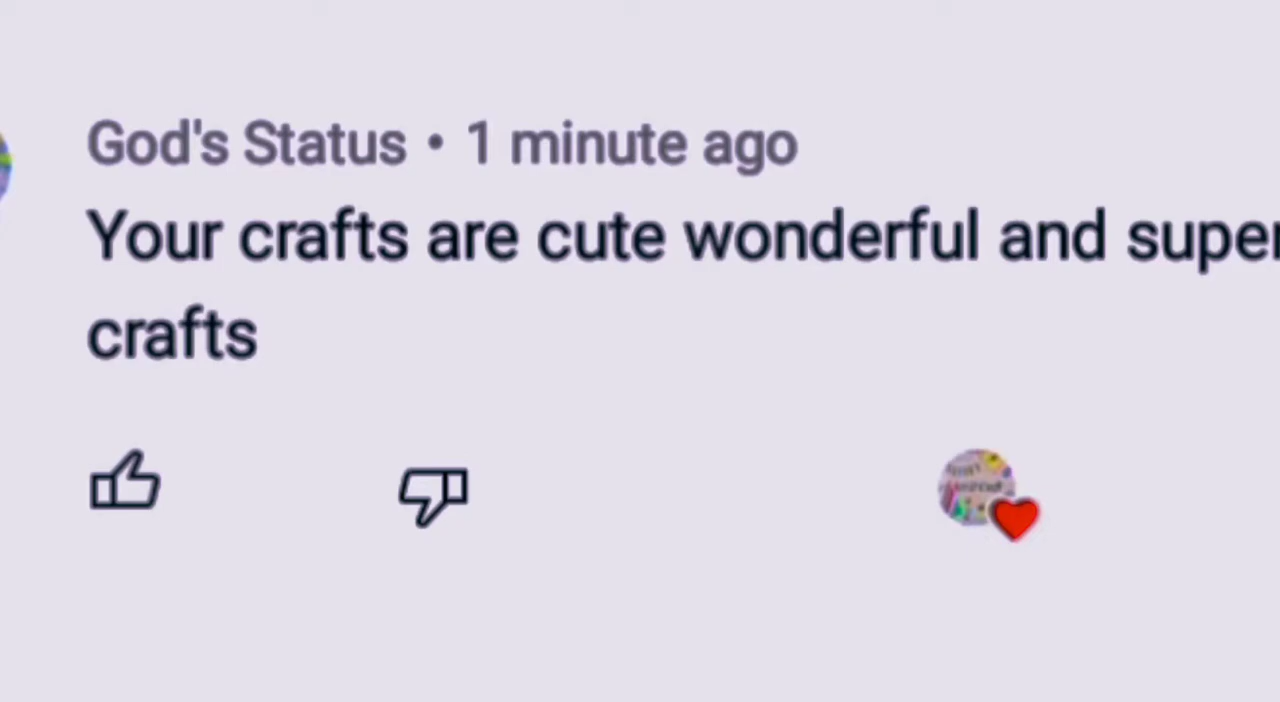 God's Status • 1 minute ago
Your crafts are cute wonderful and super
crafts